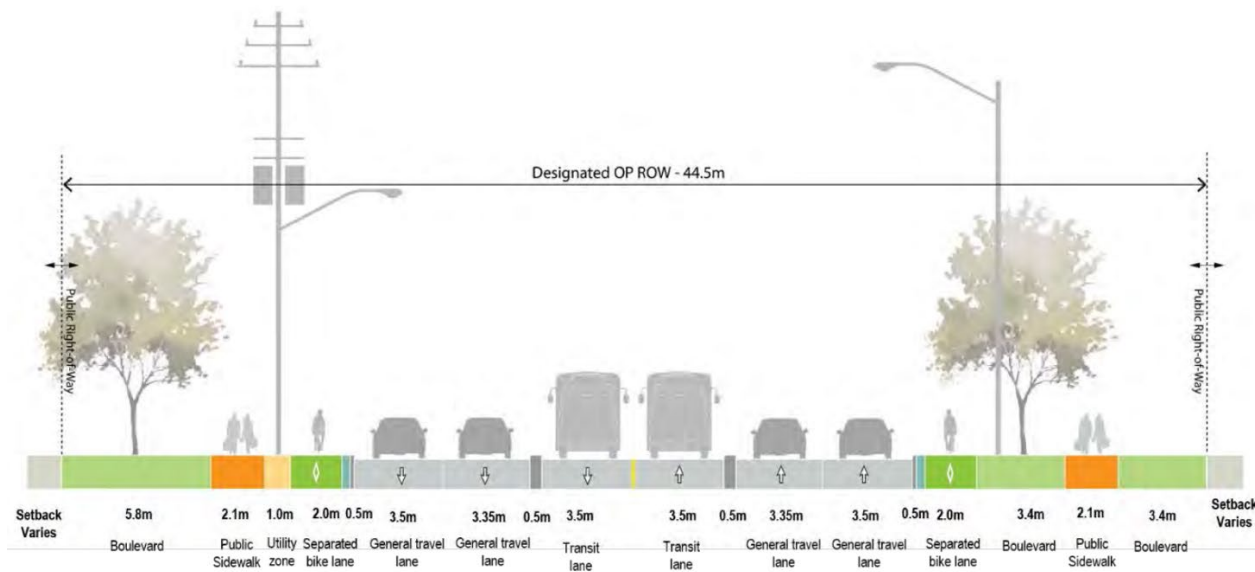 Designated OP ROW - 44.5m
Public Right-of-Way
Public Right-of-Way
Setback
Varies
5.8m
Boulevard
2.1m
Public
Sidewalk
1.0m
Utility
zone
2.0m
Separated
bike lane
0.5m
3.5m
General travel
lane
3.35m
General travel
lane
0.5m
3.5m
Transit
lane
3.5m
Transit
lane
0.5m
3.35m
General travel
lane
3.5m
General travel
lane
0.5m
2.0m
Separated
bike lane
3.4m
Boulevard
2.1m
Public
Sidewalk
3.4m
Boulevard
Setback
Varies